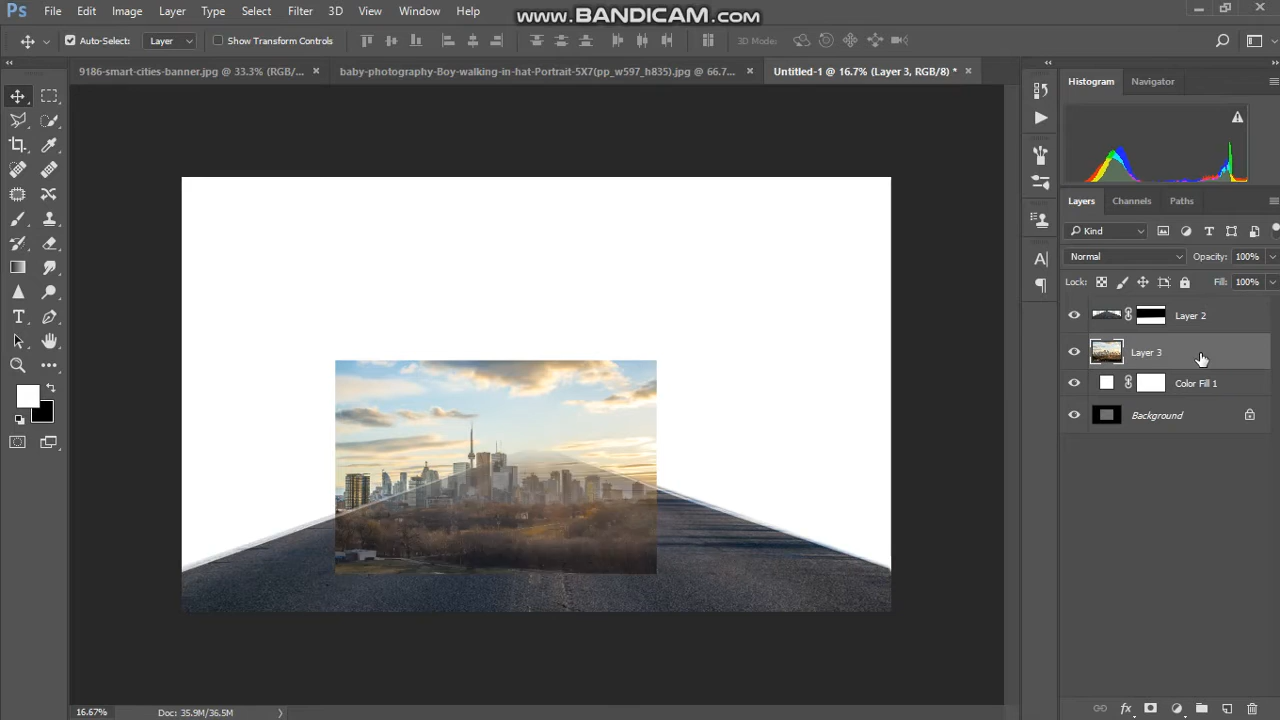 Ps File Edit Image Layer Type Select Filter 3D View Window Help
www.BANDICAM.com
Auto-Select: Layer Show Transform Controls 3D Mode:
9186-smart-cities-banner.jpg @ 33.3% (RGB/... × baby-photography-Boy-walking-in-hat-Portrait-5X7(pp_w597_h835).jpg @ 66.7... × Untitled-1 @ 16.7% (Layer 3, RGB/8) * ×
Histogram Navigator
Layers Channels Paths
Kind
Normal Opacity: 100%
Lock: Fill: 100%
Layer 2
Layer 3
Color Fill 1
Background
16.67% Doc: 35.9M/36.5M